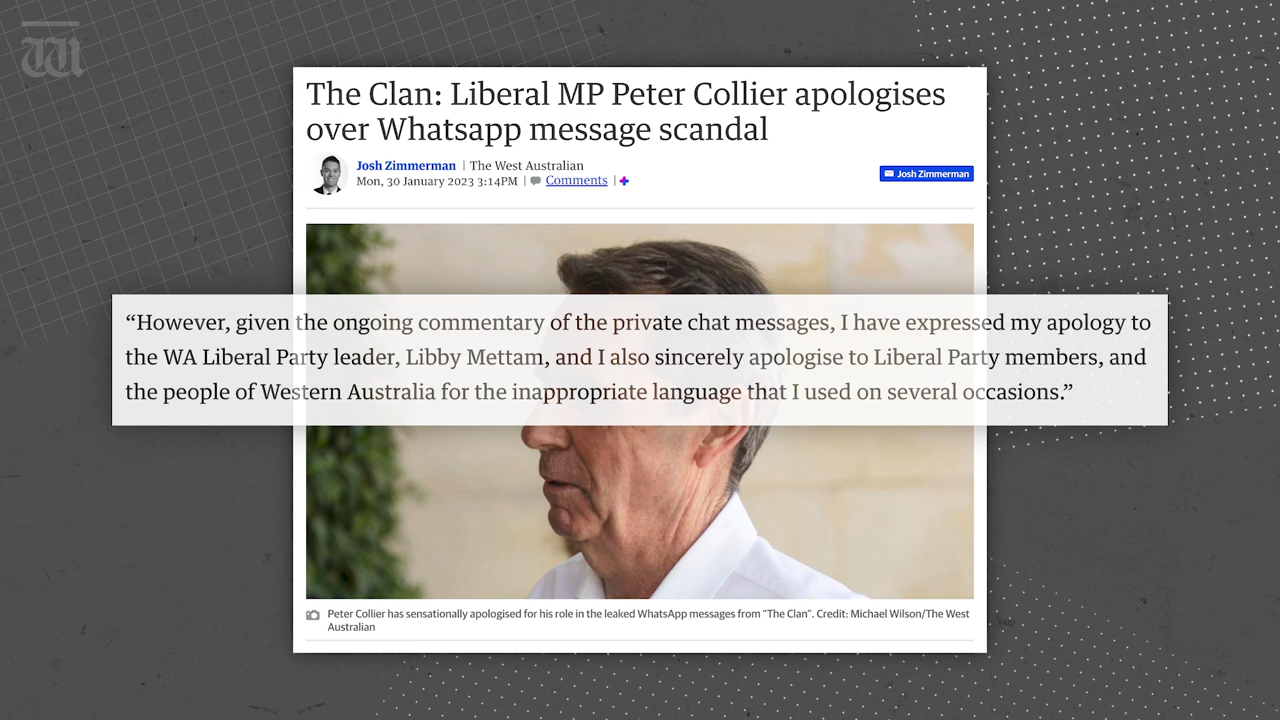 W
The Clan: Liberal MP Peter Collier apologises
over Whatsapp message scandal
Josh Zimmerman | The West Australian
Mon, 30 January 2023 3:14PM | Comments |
Josh Zimmerman
“However, given the ongoing commentary of the private chat messages, I have expressed my apology to
the WA Liberal Party leader, Libby Mettam, and I also sincerely apologise to Liberal Party members, and
the people of Western Australia for the inappropriate language that I used on several occasions.”
Peter Collier has sensationally apologised for his role in the leaked WhatsApp messages from "The Clan". Credit: Michael Wilson/The West
Australian